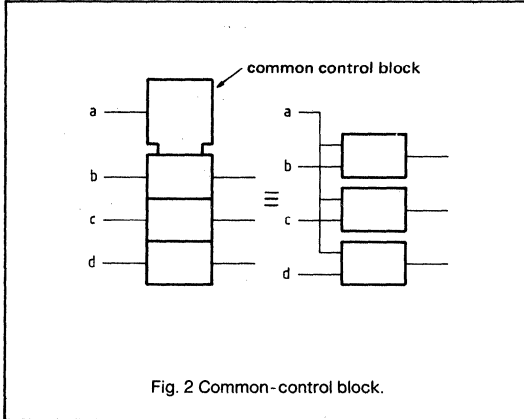 common control block
a
a
b
b
≡
c
c
d
d
Fig. 2 Common-control block.